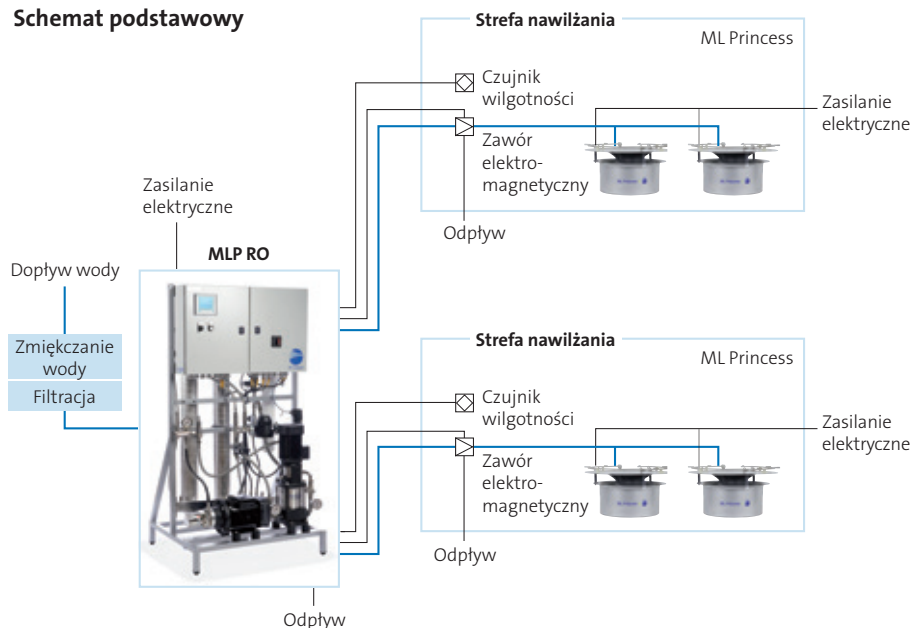 Schemat podstawowy
Strefa nawilżania
ML Princess
Czujnik
wilgotności
Zawór
elektro-
magnetyczny
Zasilanie
elektryczne
Odpływ
Zasilanie
elektryczne
MLP RO
Dopływ wody
Zmiękczanie
wody
Filtracja
Odpływ
Strefa nawilżania
ML Princess
Czujnik
wilgotności
Zawór
elektro-
magnetyczny
Zasilanie
elektryczne
Odpływ